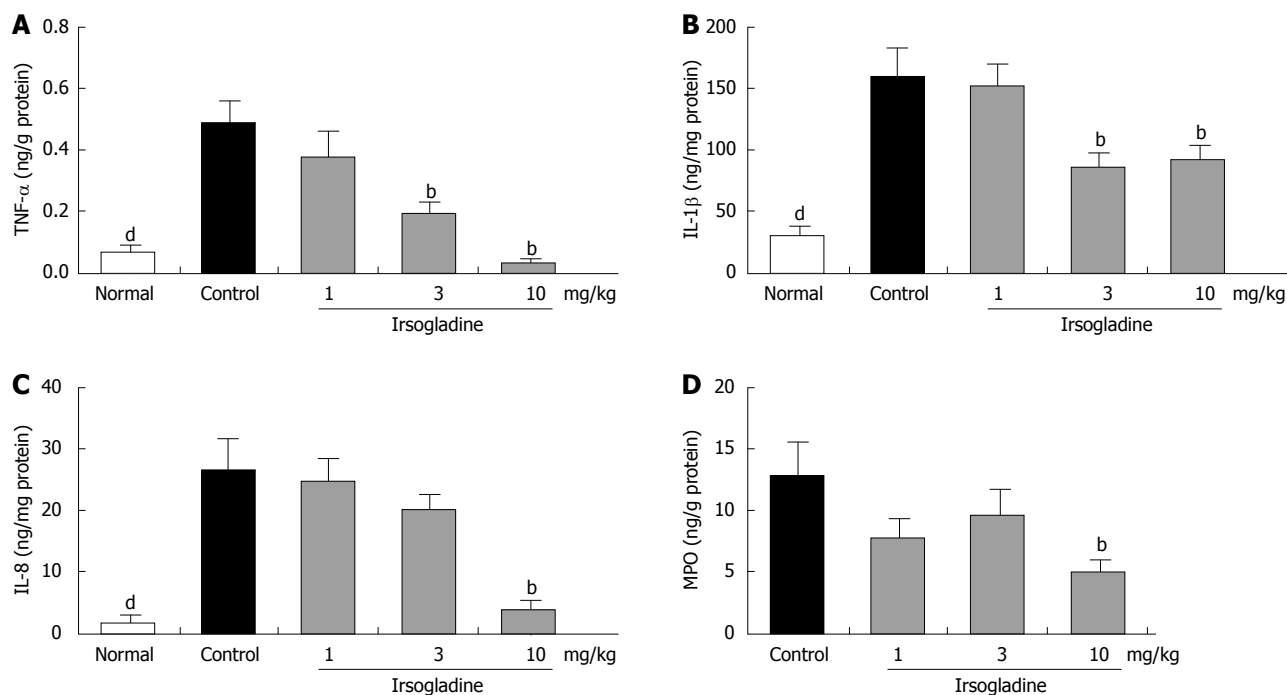 A
TNF-α (ng/g protein)
0.8
0.6
0.4
0.2
0.0
d
b
b
Normal Control 1 3 10 mg/kg
Irsogladine
B
IL-1β (ng/mg protein)
200
150
100
50
0
d
b
b
Normal Control 1 3 10 mg/kg
Irsogladine
C
IL-8 (ng/mg protein)
40
30
20
10
0
d
b
Normal Control 1 3 10 mg/kg
Irsogladine
D
MPO (ng/g protein)
20
15
10
5
0
b
Control 1 3 10 mg/kg
Irsogladine